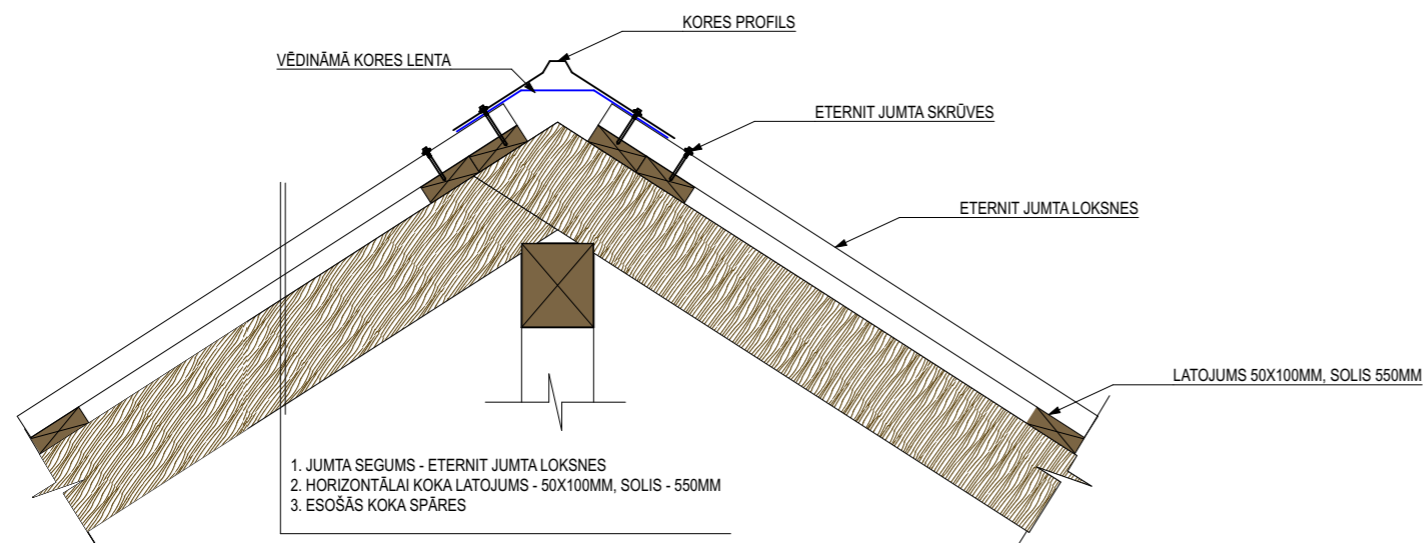 KORES PROFILS
VĒDINĀMĀ KORES LENTA
ETERNIT JUMTA SKRŪVES
ETERNIT JUMTA LOKSNES
LATOJUMS 50X100MM, SOLIS 550MM
1. JUMTA SEGUMS - ETERNIT JUMTA LOKSNES
2. HORIZONTĀLAI KOKA LATOJUMS - 50X100MM, SOLIS - 550MM
3. ESOŠĀS KOKA SPĀRES